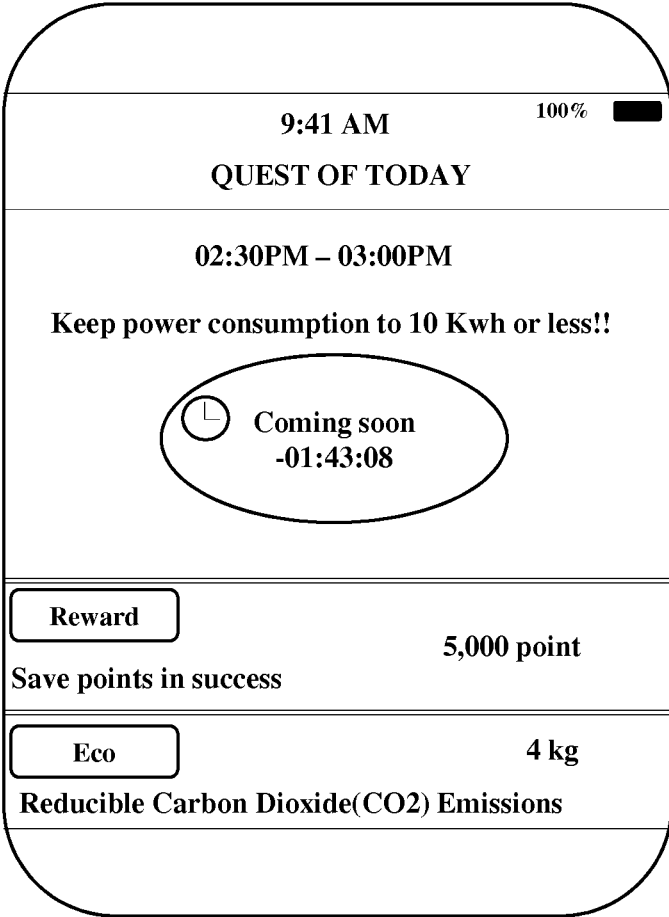 100%
9:41 AM
QUEST OF TODAY
02:30PM – 03:00PM
Keep power consumption to 10 Kwh or less!!
Coming soon
-01:43:08
Reward
5,000 point
Save points in success
Eco
4 kg
Reducible Carbon Dioxide(CO2) Emissions